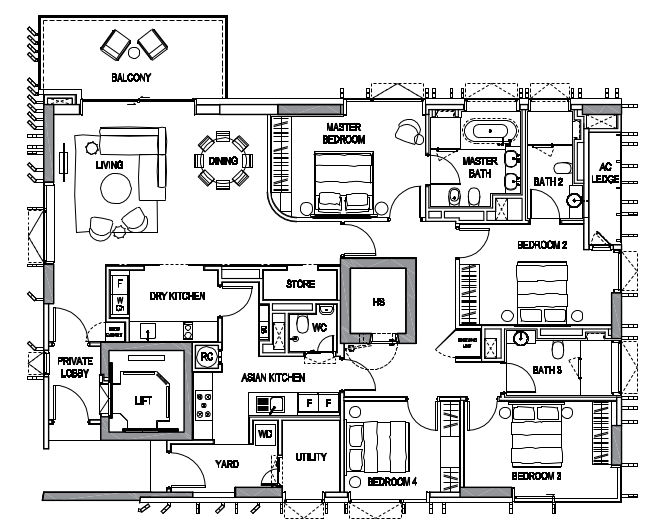 BALCONY
MASTER
BEDROOM
LIVING
DINING
MASTER
BATH
BATH 2
AC
LEDGE
BEDROOM 2
F
W
DRY KITCHEN
STORE
HS
WC
PRIVATE
LOBBY
LIFT
RC
ASIAN KITCHEN
BATH 3
F F
WD
YARD
UTILITY
BEDROOM 4
BEDROOM 3